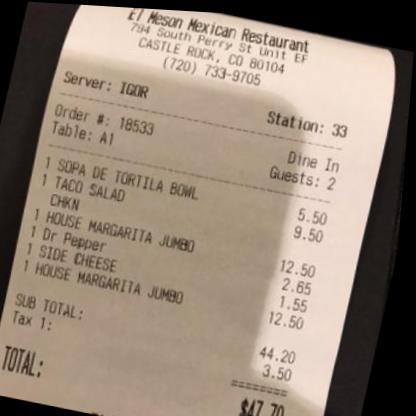 El Meson Mexican Restaurant
794 South Perry St Unit EF
CASTLE ROCK, CO 80104
(720) 733-9705
Server: IGOR Station: 33
Order #: 18533 Dine In
Table: A1 Guests: 2
1 SOPA DE TORTILA BOWL 5.50
1 TACO SALAD 9.50
CHKN
1 HOUSE MARGARITA JUMBO 12.50
1 Dr Pepper 2.65
1 SIDE CHEESE 1.55
1 HOUSE MARGARITA JUMBO 12.50
SUB TOTAL: 44.20
Tax 1: 3.50
TOTAL: $47.70